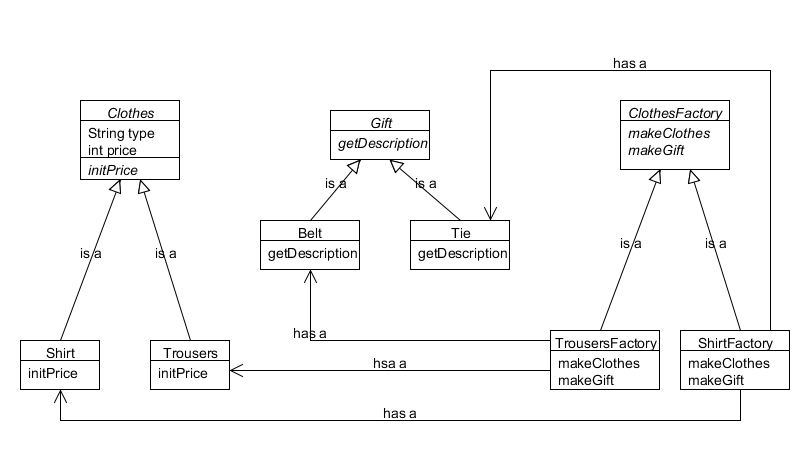 has a
Clothes
String type
int price
initPrice
Gift
getDescription
ClothesFactory
makeClothes
makeGift
is a
is a
Belt
getDescription
Tie
getDescription
is a
is a
is a
is a
has a
Shirt
initPrice
Trousers
initPrice
hsa a
TrousersFactory
makeClothes
makeGift
ShirtFactory
makeClothes
makeGift
has a